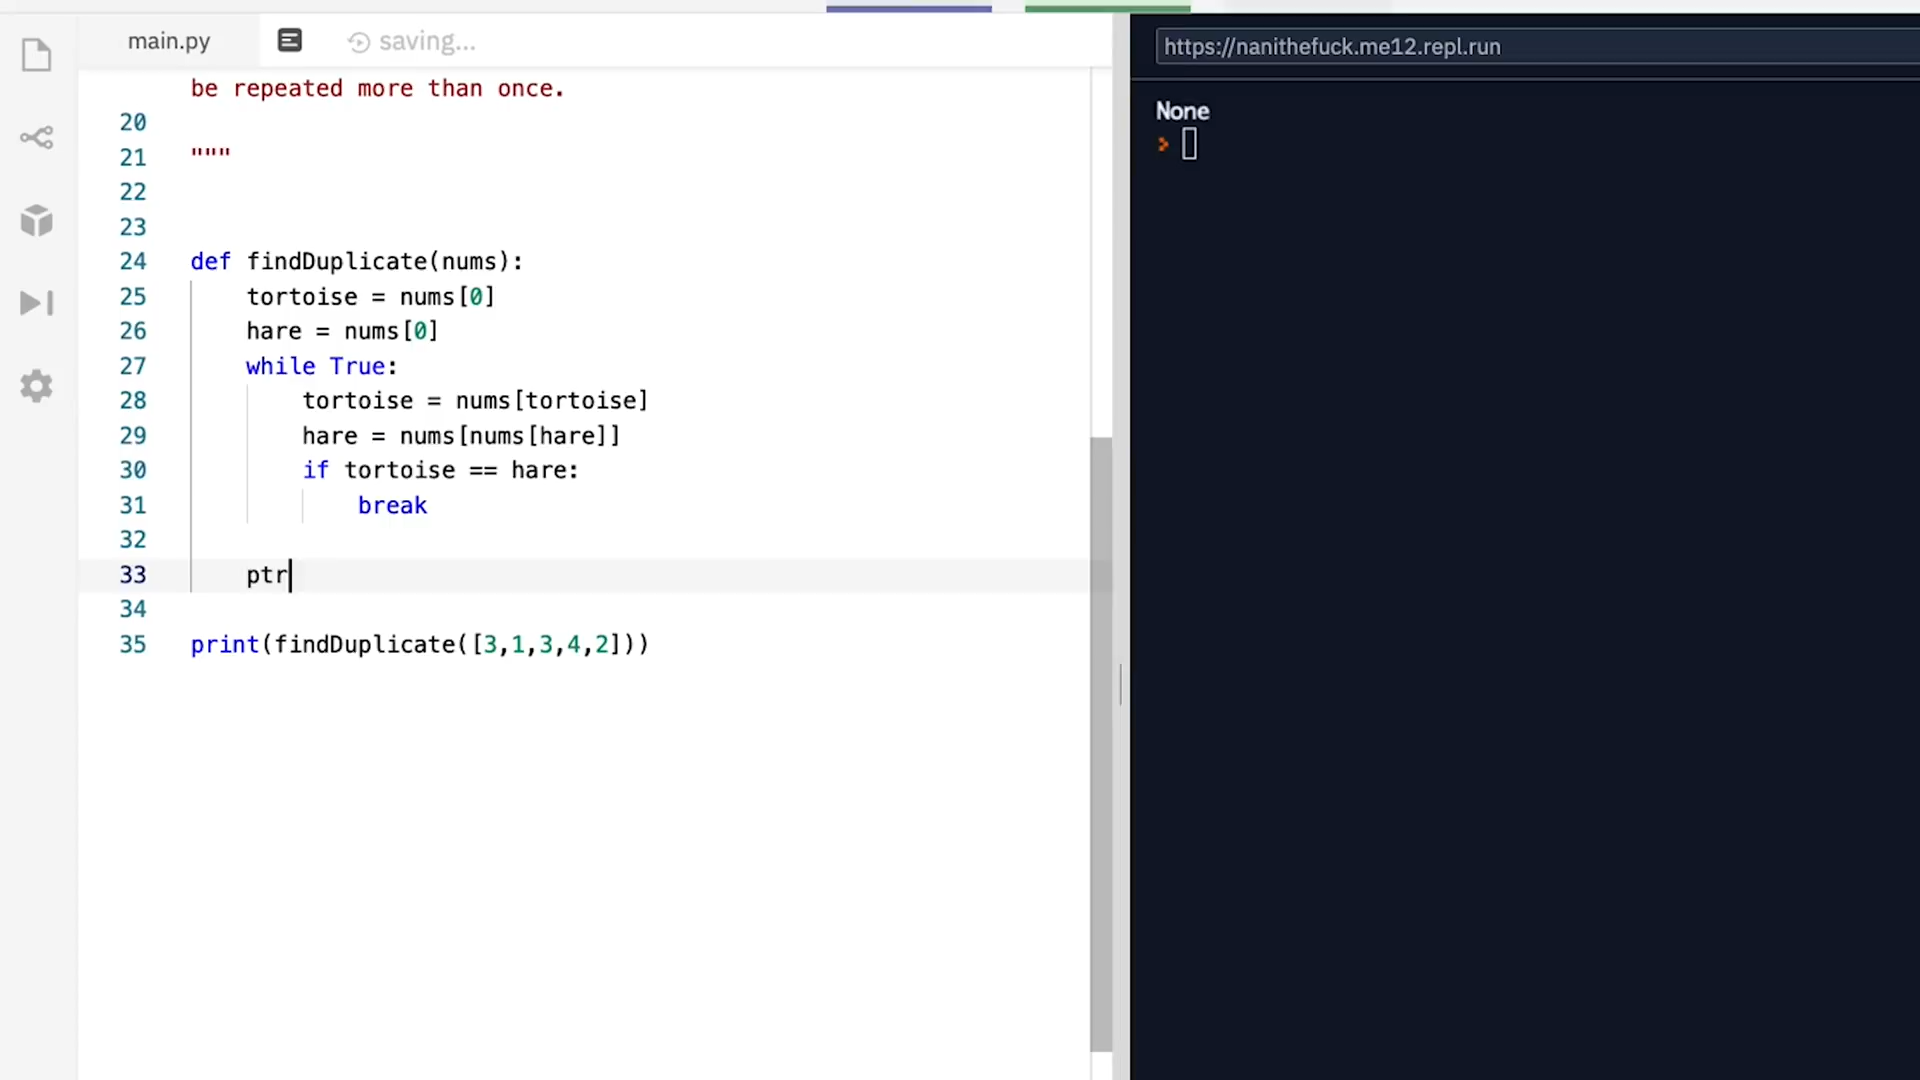 main.py
saving...
https://nanithefuck.me12.repl.run
be repeated more than once.
20
21 """
22
23
24 def findDuplicate(nums):
25 tortoise = nums[0]
26 hare = nums[0]
27 while True:
28 tortoise = nums[tortoise]
29 hare = nums[nums[hare]]
30 if tortoise == hare:
31 break
32
33 ptr
34
35 print(findDuplicate([3,1,3,4,2]))
None